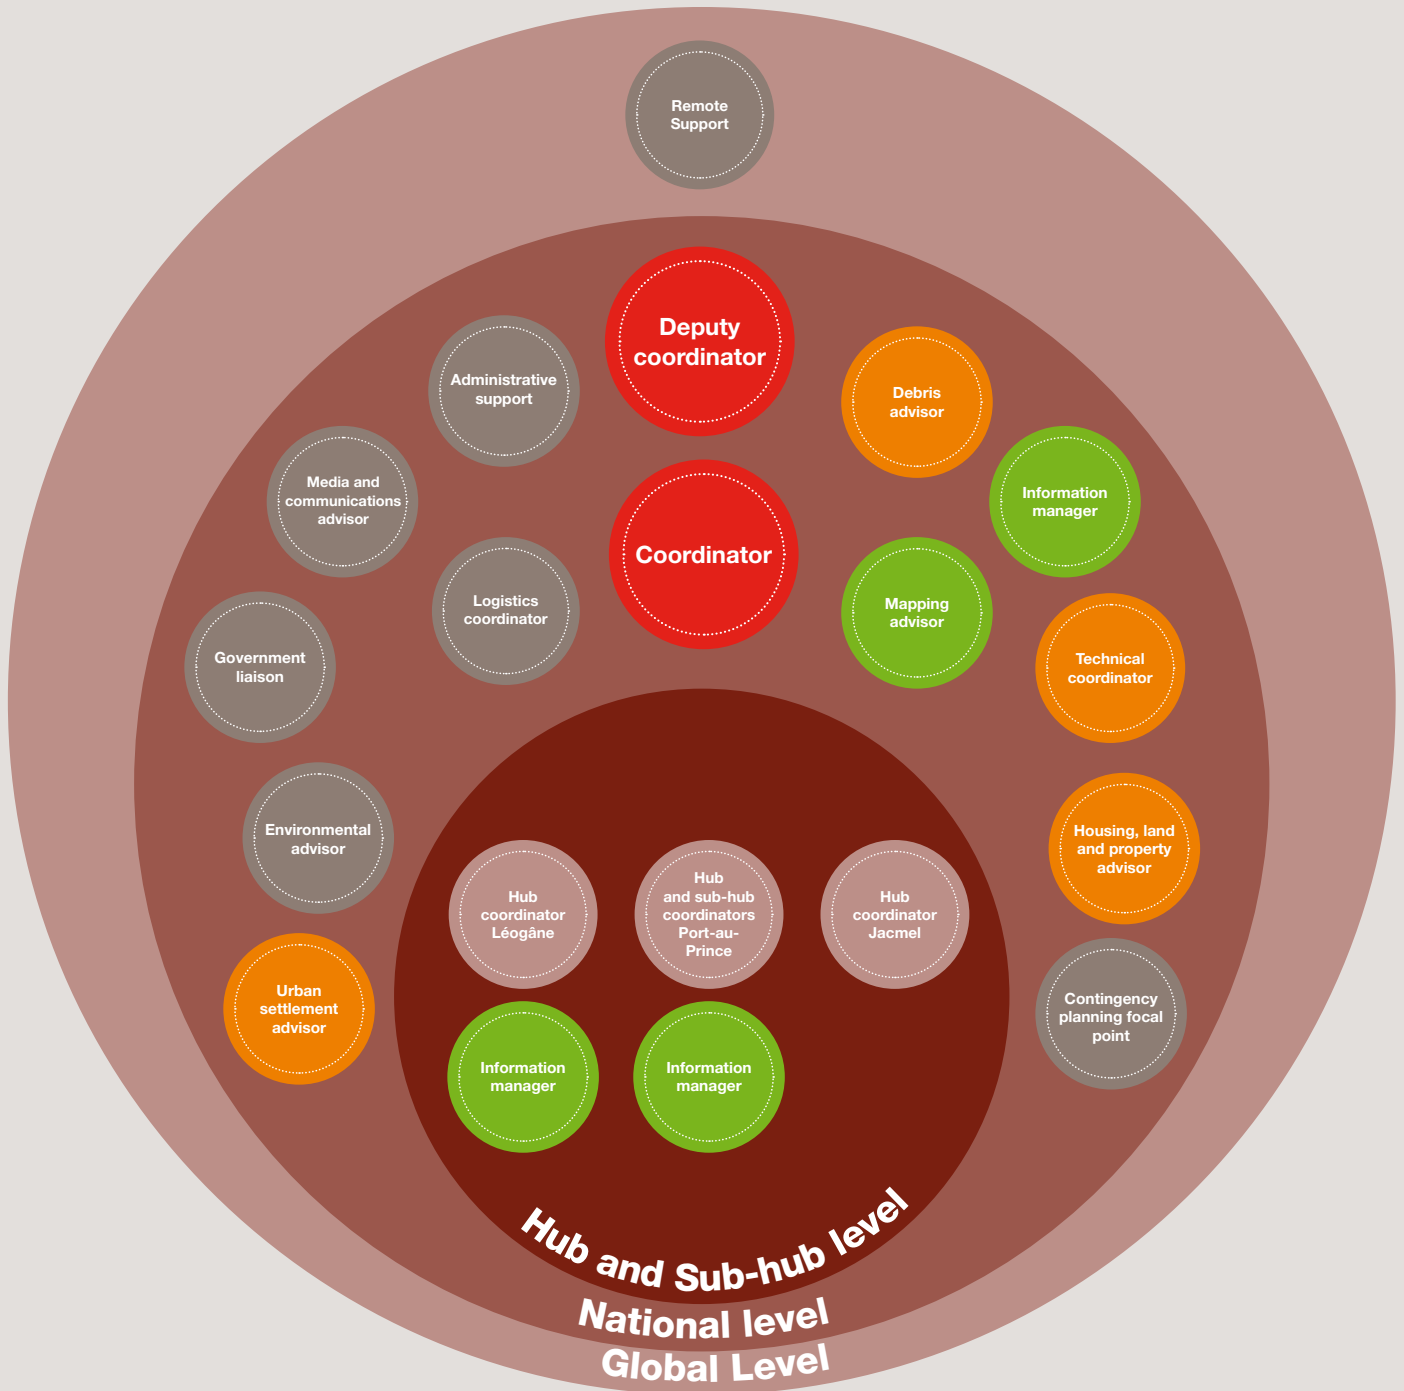 Remote
Support
Deputy
coordinator
Administrative
support
Debris
advisor
Media and
communications
advisor
Information
manager
Coordinator
Logistics
coordinator
Mapping
advisor
Government
liaison
Technical
coordinator
Environmental
advisor
Housing, land
and property
advisor
Hub
coordinator
Léogâne
Hub
and sub-hub
coordinators
Port-au-
Prince
Hub
coordinator
Jacmel
Urban
settlement
advisor
Contingency
planning focal
point
Information
manager
Information
manager
Hub and Sub-hub level
National level
Global Level